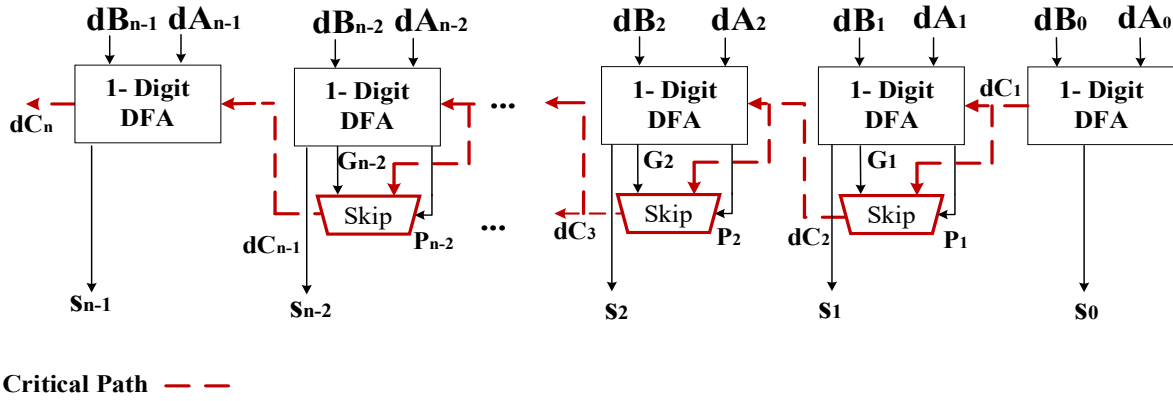 dBn-1 dAn-1 dBn-2 dAn-2 dB2 dA2 dB1 dA1 dB0 dA0
1- Digit DFA
1- Digit DFA
...
1- Digit DFA
1- Digit DFA
1- Digit DFA
dCn
dC1
Gn-2 G2 G1
Skip Skip Skip
dCn-1 Pn-2 ... dC3 P2 dC2 P1
Sn-1 Sn-2 S2 S1 S0
Critical Path